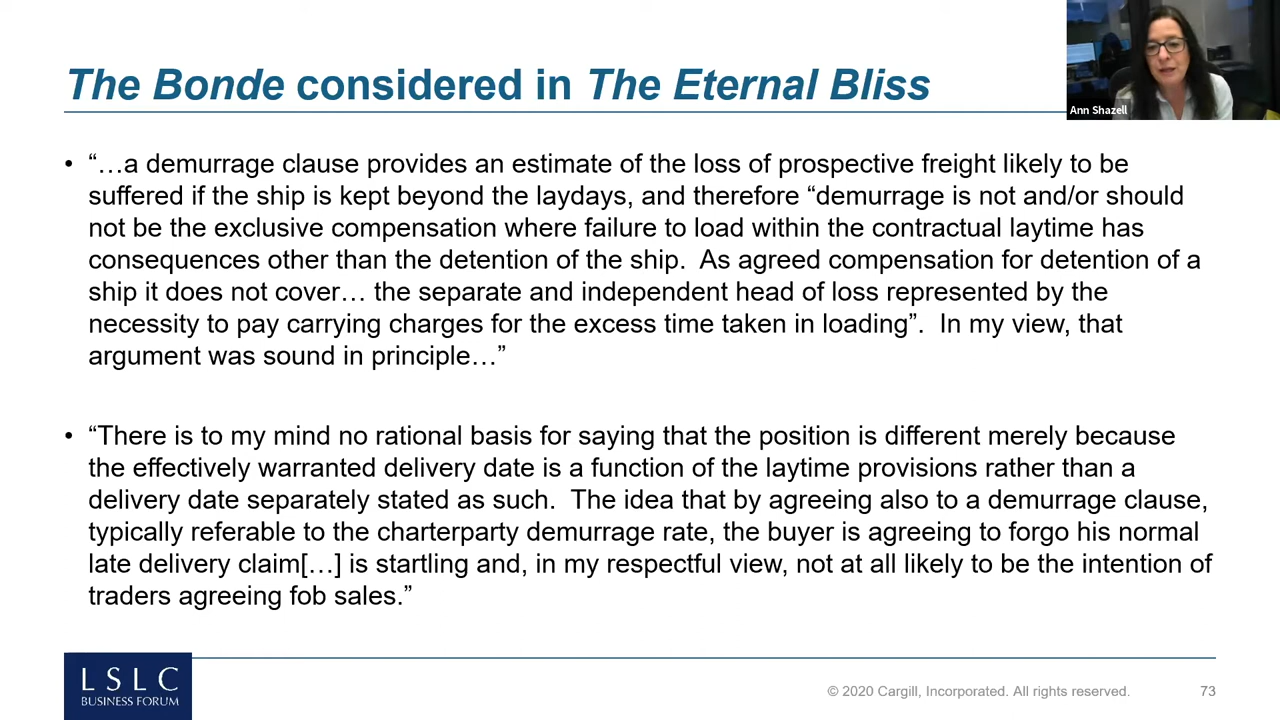 The Bonde considered in The Eternal Bliss
Ann Shazell
• “…a demurrage clause provides an estimate of the loss of prospective freight likely to be
suffered if the ship is kept beyond the laydays, and therefore “demurrage is not and/or should
not be the exclusive compensation where failure to load within the contractual laytime has
consequences other than the detention of the ship.  As agreed compensation for detention of a
ship it does not cover… the separate and independent head of loss represented by the
necessity to pay carrying charges for the excess time taken in loading”.  In my view, that
argument was sound in principle…”
• “There is to my mind no rational basis for saying that the position is different merely because
the effectively warranted delivery date is a function of the laytime provisions rather than a
delivery date separately stated as such.  The idea that by agreeing also to a demurrage clause,
typically referable to the charterparty demurrage rate, the buyer is agreeing to forgo his normal
late delivery claim[…] is startling and, in my respectful view, not at all likely to be the intention of
traders agreeing fob sales.”
LSLC
BUSINESS FORUM
© 2020 Cargill, Incorporated. All rights reserved.
73